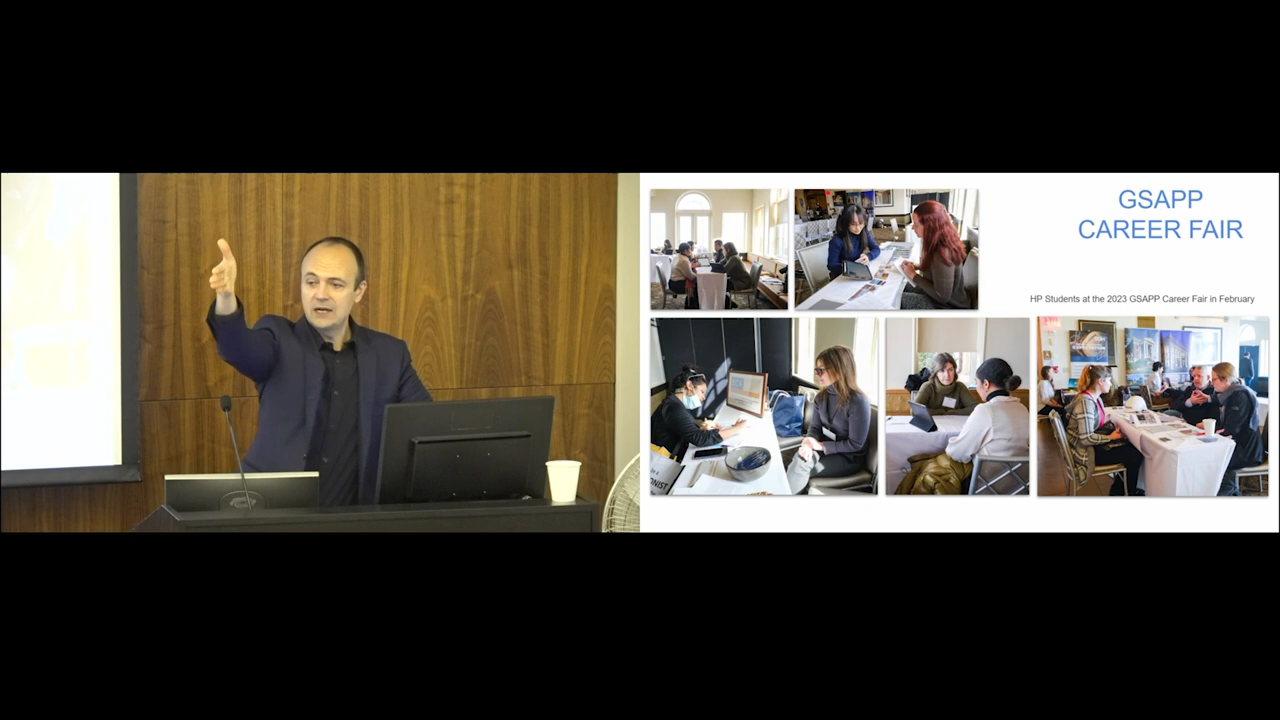 GSAPP
CAREER FAIR
HP Students at the 2023 GSAPP Career Fair in February